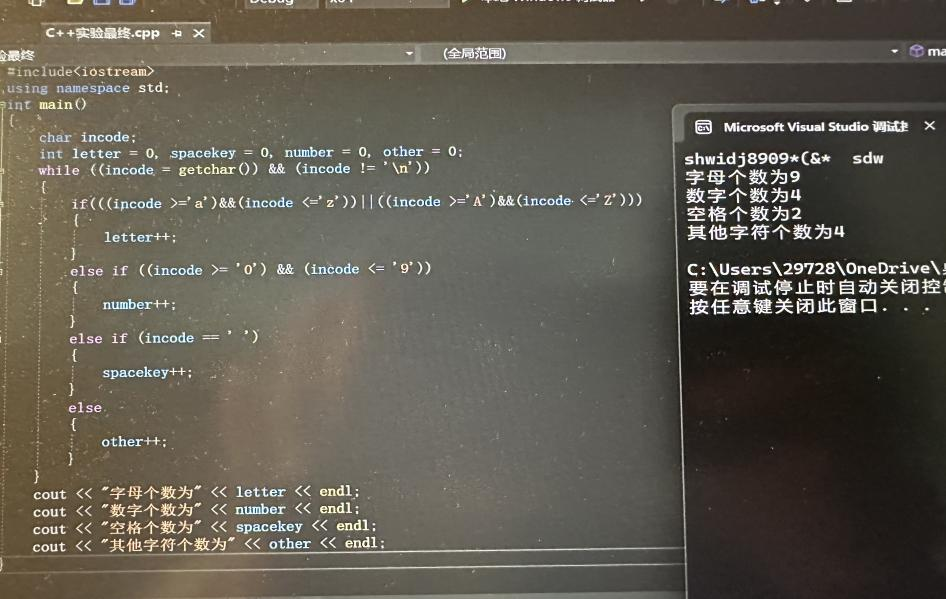 C++实验最终.cpp
(全局范围)
#include<iostream>
using namespace std;
int main()
{
char incode;
int letter = 0, spacekey = 0, number = 0, other = 0;
while ((incode = getchar()) && (incode != '\n'))
{
if(((incode >='a')&&(incode <='z'))||((incode >='A')&&(incode <='Z')))
{
letter++;
}
else if ((incode >= '0') && (incode <= '9'))
{
number++;
}
else if (incode == ' ')
{
spacekey++;
}
else
{
other++;
}
}
cout << "字母个数为" << letter << endl;
cout << "数字个数为" << number << endl;
cout << "空格个数为" << spacekey << endl;
cout << "其他字符个数为" << other << endl;
}
Microsoft Visual Studio 调试
shwidj8909*(&* sdw
字母个数为9
数字个数为4
空格个数为2
其他字符个数为4
C:\Users\29728\OneDrive\
要在调试停止时自动关闭控
按任意键关闭此窗口. . .